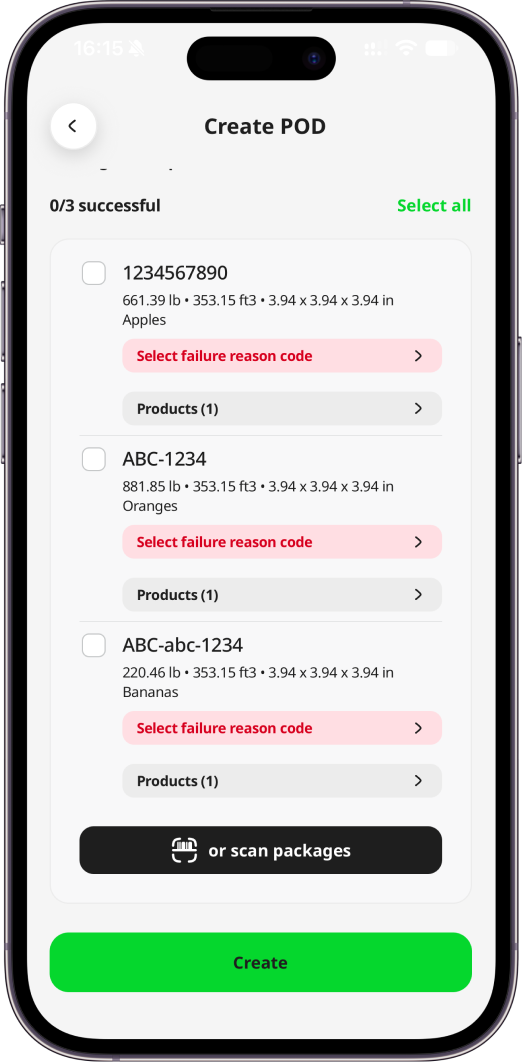 16:15
Create POD
0/3 successful
Select all
1234567890
661.39 lb • 353.15 ft3 • 3.94 x 3.94 x 3.94 in
Apples
Select failure reason code
Products (1)
ABC-1234
881.85 lb • 353.15 ft3 • 3.94 x 3.94 x 3.94 in
Oranges
Select failure reason code
Products (1)
ABC-abc-1234
220.46 lb • 353.15 ft3 • 3.94 x 3.94 x 3.94 in
Bananas
Select failure reason code
Products (1)
or scan packages
Create